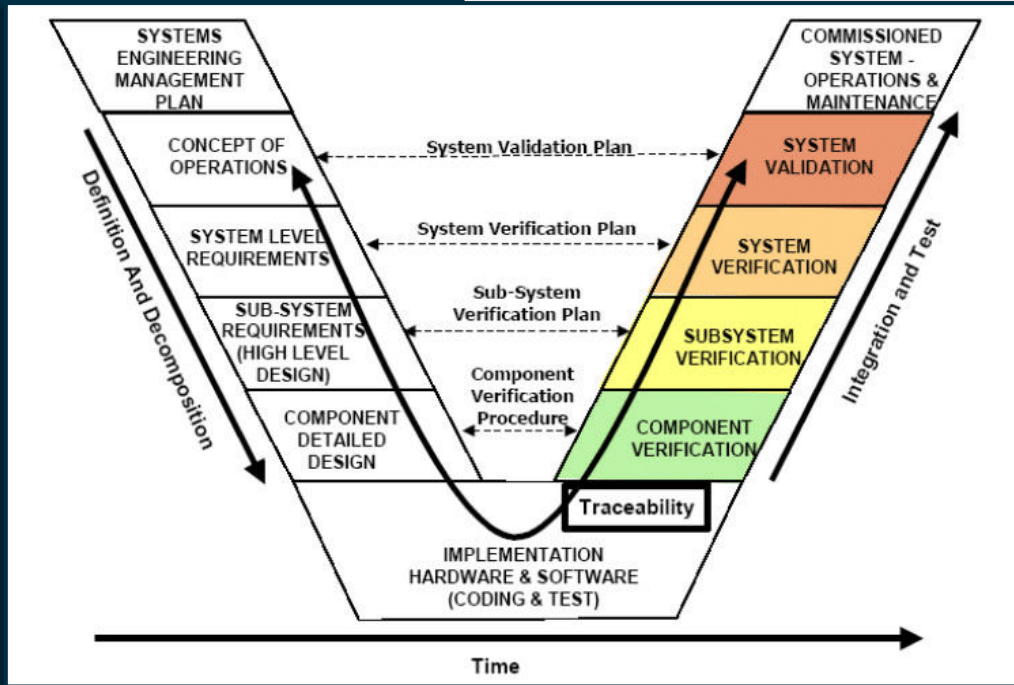 SYSTEMS
ENGINEERING
MANAGEMENT
PLAN
COMMISSIONED
SYSTEM -
OPERATIONS &
MAINTENANCE
CONCEPT OF
OPERATIONS
System Validation Plan
SYSTEM
VALIDATION
Definition And Decomposition
SYSTEM LEVEL
REQUIREMENTS
System Verification Plan
SYSTEM
VERIFICATION
Integration and Test
SUB-SYSTEM
REQUIREMENTS
(HIGH LEVEL
DESIGN)
Sub-System
Verification Plan
SUBSYSTEM
VERIFICATION
COMPONENT
DETAILED
DESIGN
Component
Verification
Procedure
COMPONENT
VERIFICATION
Traceability
IMPLEMENTATION
HARDWARE & SOFTWARE
(CODING & TEST)
Time